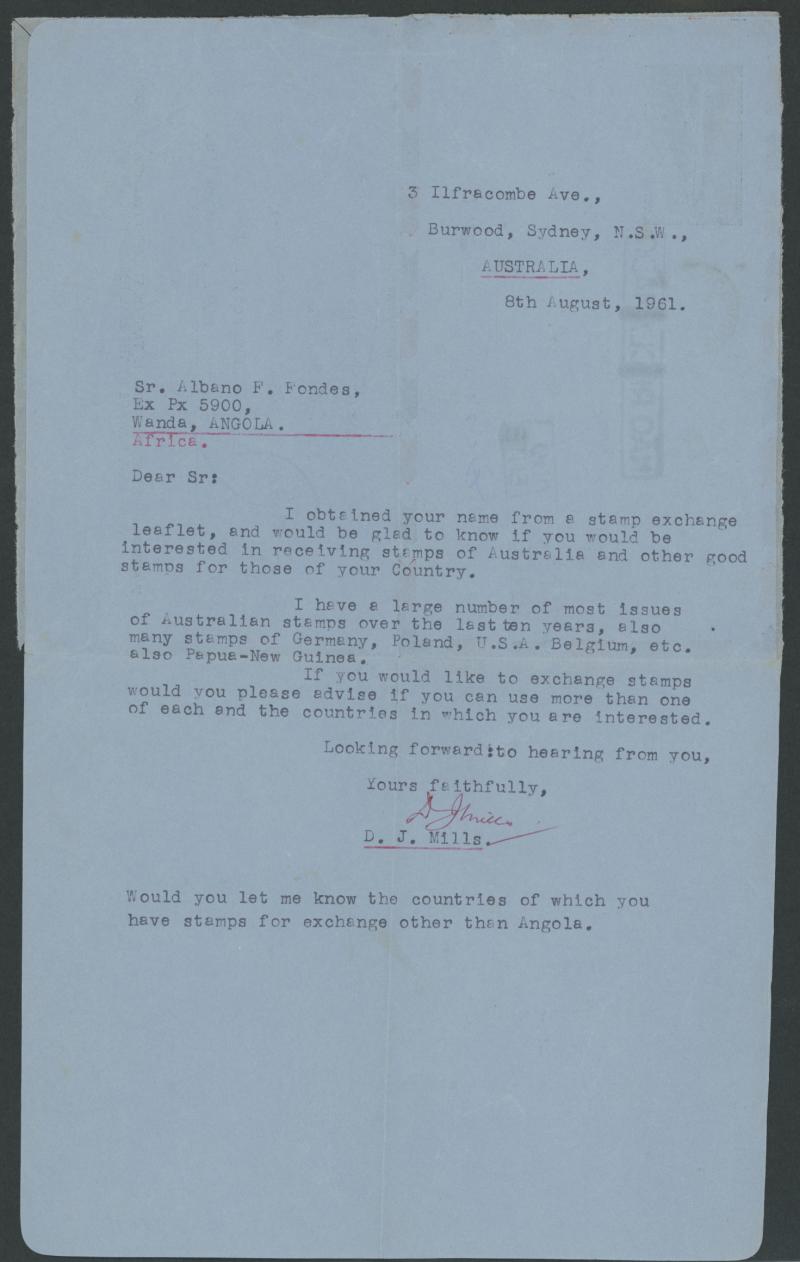 3 Ilfracombe Ave.,
Burwood, Sydney, N.S.W.,
AUSTRALIA,
8th August, 1961.
Sr. Albano F. Fondes,
Ex Px 5900,
Wanda, ANGOLA.
Africa.
Dear Sr:
I obtained your name from a stamp exchange
leaflet, and would be glad to know if you would be
interested in receiving stamps of Australia and other good
stamps for those of your Country.
I have a large number of most issues
of Australian stamps over the last ten years, also
many stamps of Germany, Poland, U.S.A. Belgium, etc.
also Papua-New Guinea.
If you would like to exchange stamps
would you please advise if you can use more than one
of each and the countries in which you are interested.
Looking forward:to hearing from you,
Yours faithfully,
D J Mills
D. J. Mills.
Would you let me know the countries of which you
have stamps for exchange other than Angola.